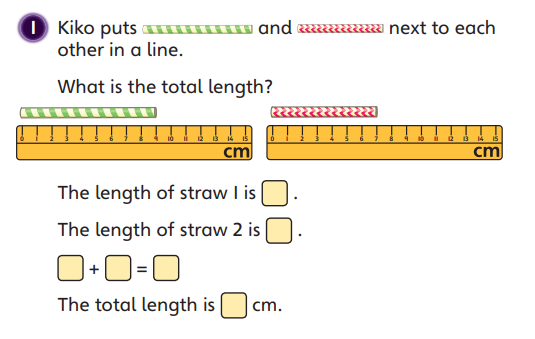 1 Kiko puts and next to each
other in a line.
What is the total length?
0 1 2 3 4 5 6 7 8 9 10 11 12 13 14 15
cm
0 1 2 3 4 5 6 7 8 9 10 11 12 13 14 15
cm
The length of straw 1 is .
The length of straw 2 is .
+ =
The total length is cm.